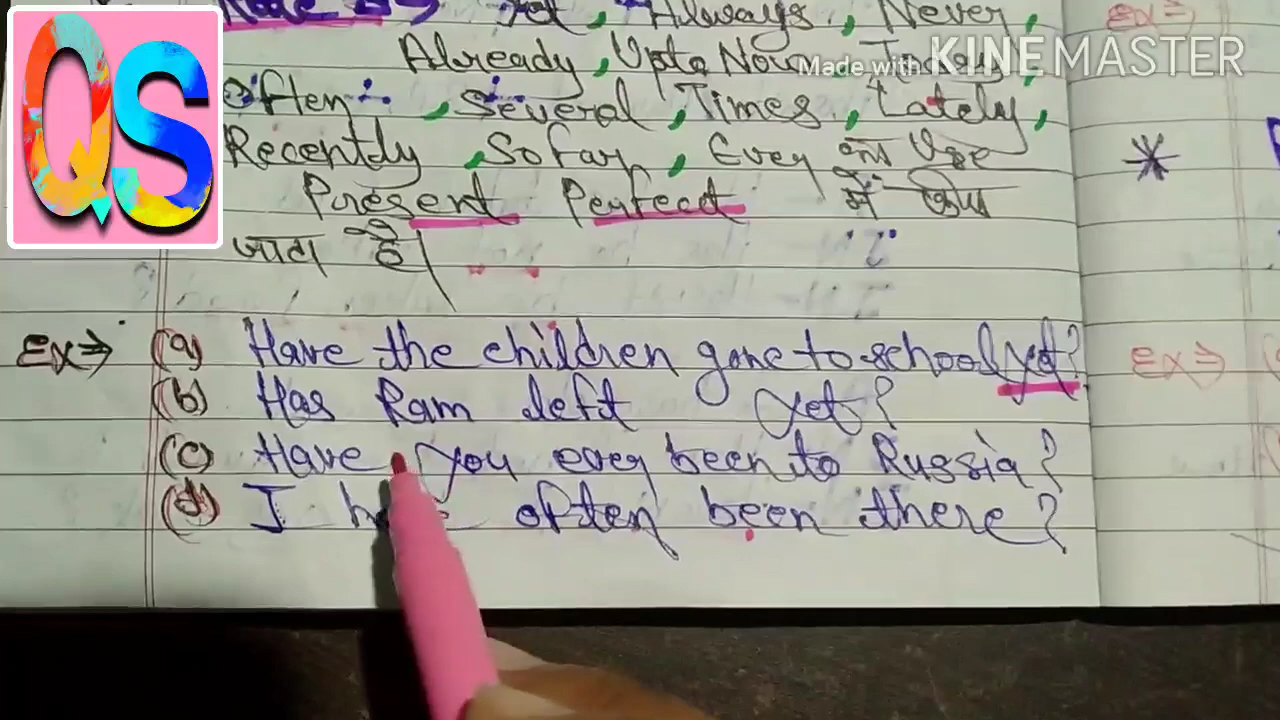 QS
Made with KINEMASTER
Yet, Always, Never,
Already, Upto Now,
Often, Several, Times, Lately,
Recently, So far, Ever का Use
Present Perfect में किया
जाता है।
Ex⇒ (a) Have the children gone to school yet?
(b) Has Ram left Yet?
(c) Have you ever been to Russia?
(d) I often been there?
Ex⇒
Ex⇒